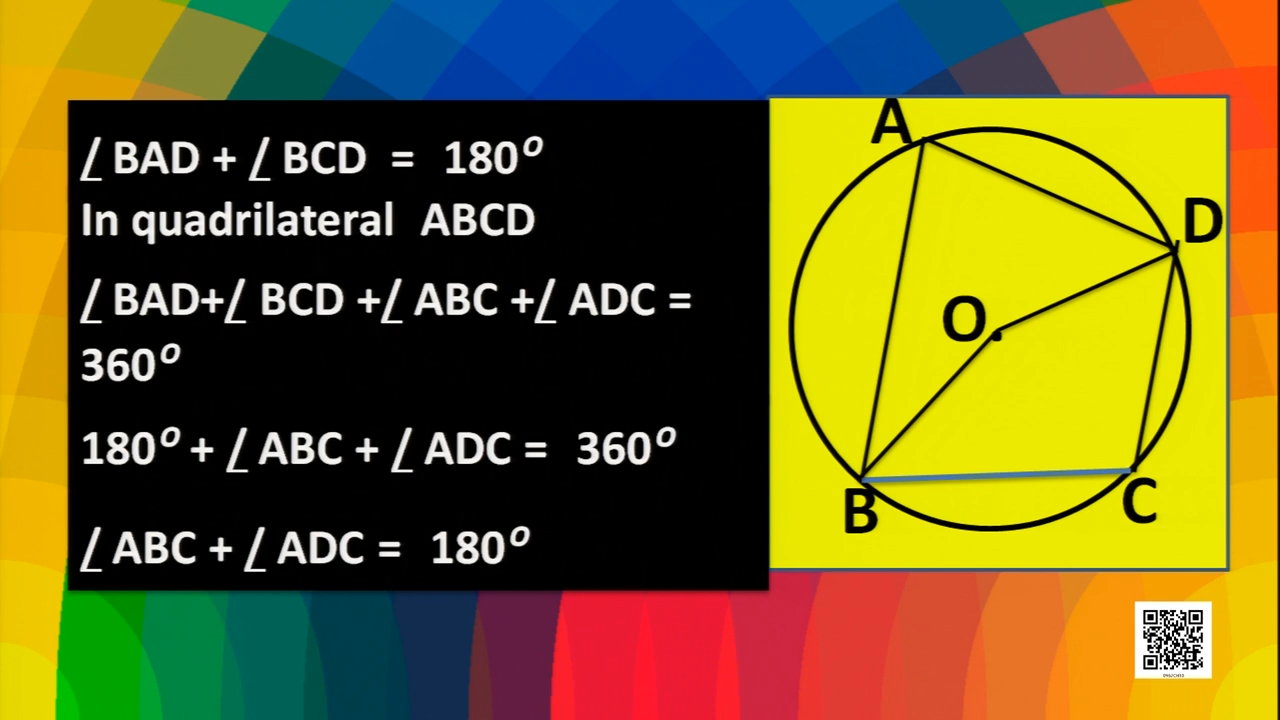 ∠ BAD + ∠ BCD = 180°
In quadrilateral ABCD
∠ BAD+∠ BCD +∠ ABC +∠ ADC =
360°
180° + ∠ ABC + ∠ ADC = 360°
∠ ABC + ∠ ADC = 180°
A
D
O.
B
C